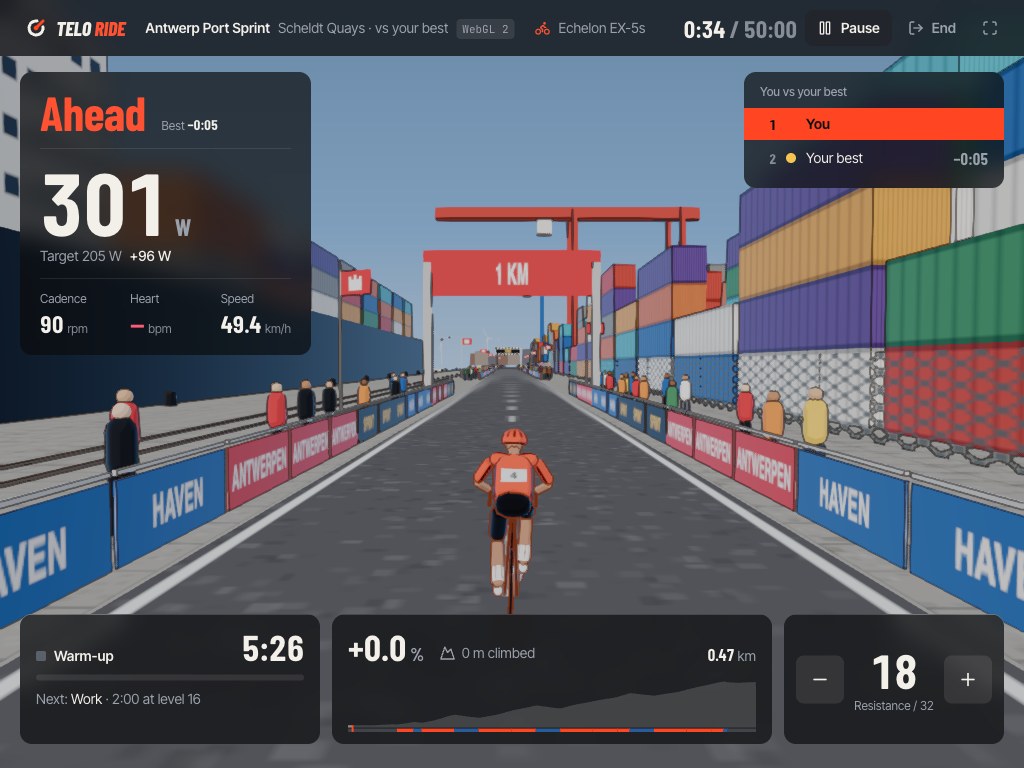 TELO RIDE
Antwerp Port Sprint Scheldt Quays · vs your best WebGL 2
Echelon EX-5s
0:34 / 50:00
Pause
End
Ahead Best −0:05
301 W
Target 205 W +96 W
Cadence Heart Speed
90 rpm – bpm 49.4 km/h
You vs your best
1 You
2 Your best −0:05
1 KM
4
ANTWERPEN
ANTWERPEN
ANTWERPEN
HAVEN
HAVEN
ANTWERPEN
ANTWERPEN
ANTWERPEN
HAVEN
HAVE
Warm-up 5:26
Next: Work · 2:00 at level 16
+0.0 % 0 m climbed 0.47 km
− 18 +
Resistance / 32